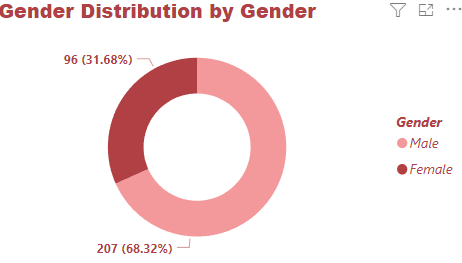 Gender Distribution by Gender
96 (31.68%)
Gender
Male
Female
207 (68.32%)